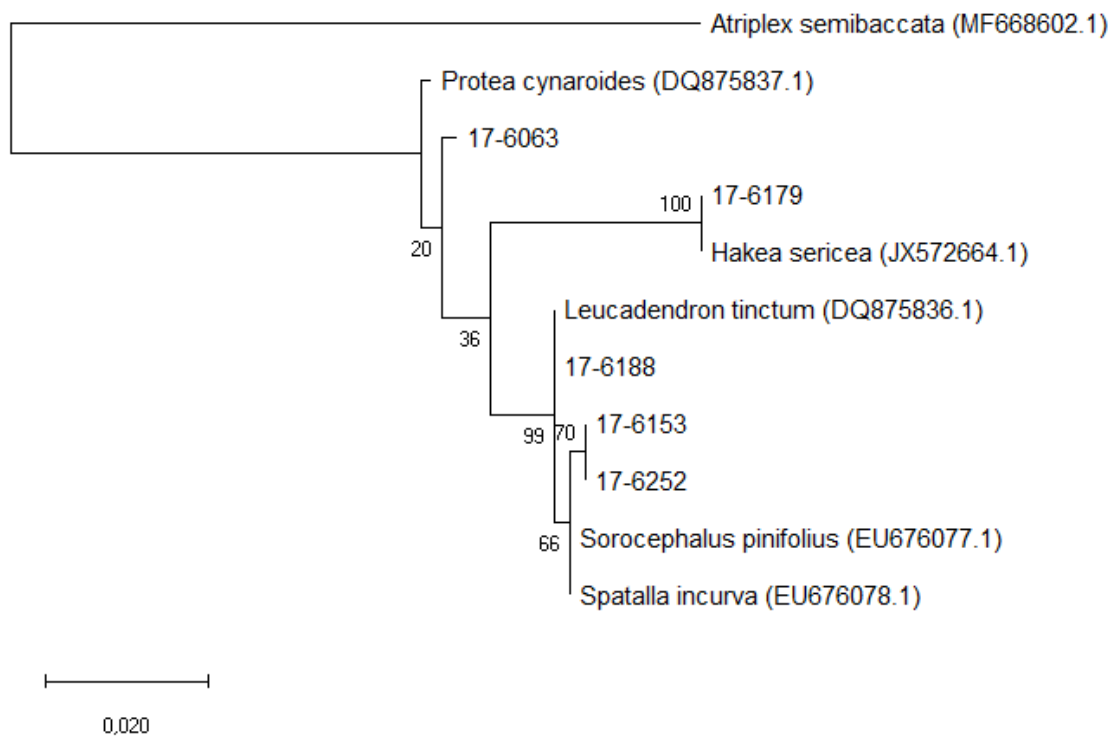 Atriplex semibaccata (MF668602.1)
Protea cynaroides (DQ875837.1)
17-6063
100
17-6179
20
Hakea sericea (JX572664.1)
Leucadendron tinctum (DQ875836.1)
36
17-6188
99
70
17-6153
17-6252
66
Sorocephalus pinifolius (EU676077.1)
Spatalla incurva (EU676078.1)
0,020